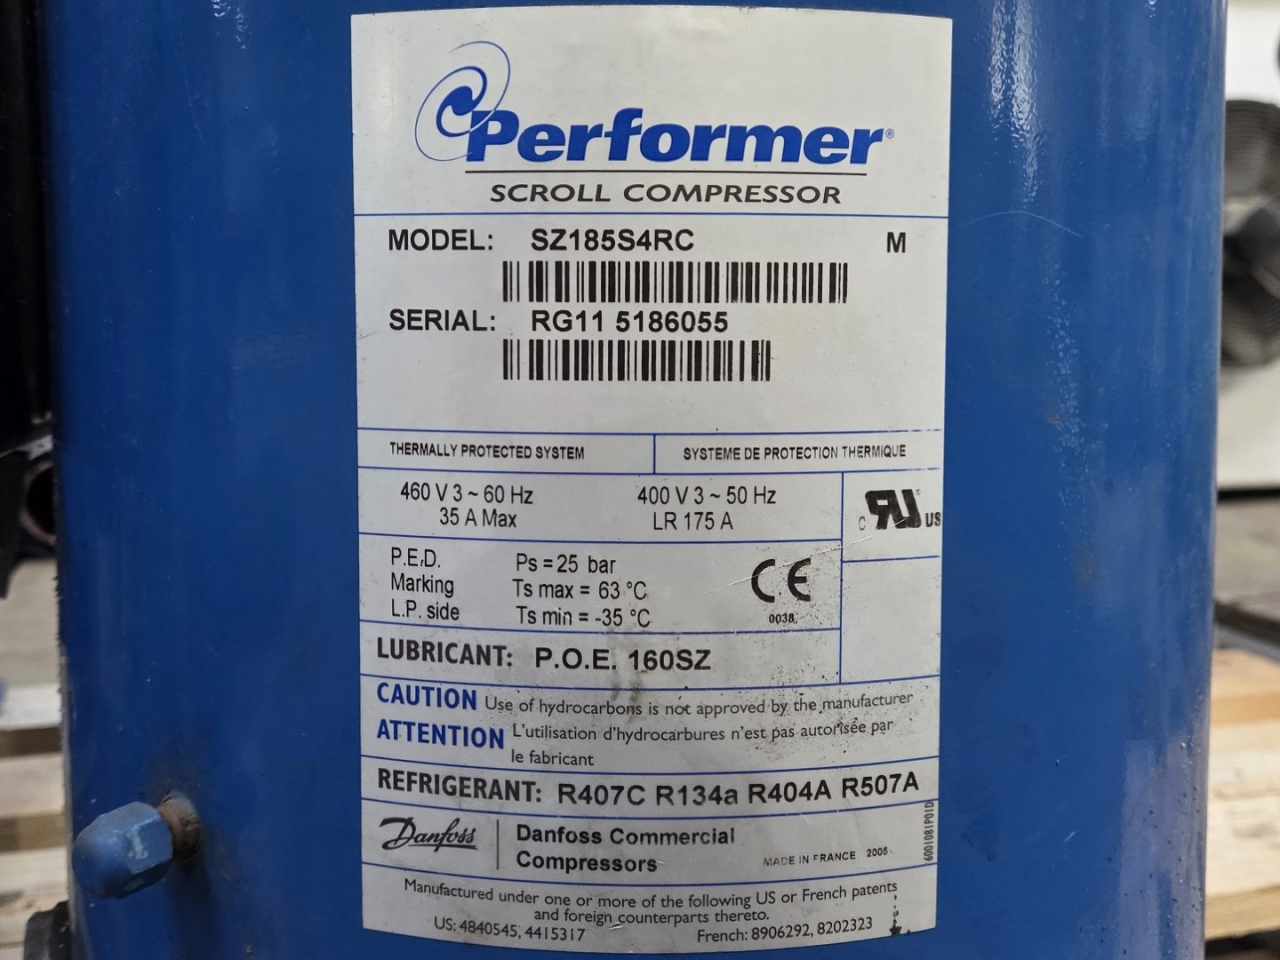 Performer®
SCROLL COMPRESSOR
MODEL: SZ185S4RC M
SERIAL: RG11 5186055
THERMALLY PROTECTED SYSTEM SYSTEME DE PROTECTION THERMIQUE
460 V 3 ~ 60 Hz 400 V 3 ~ 50 Hz
35 A Max LR 175 A
C RU US
P.E.D. Ps = 25 bar
Marking Ts max = 63 °C
L.P. side Ts min = -35 °C
CE
0038
LUBRICANT: P.O.E. 160SZ
CAUTION Use of hydrocarbons is not approved by the manufacturer
ATTENTION L'utilisation d'hydrocarbures n'est pas autorisée par
le fabricant
REFRIGERANT: R407C R134a R404A R507A
Danfoss Danfoss Commercial
Compressors
MADE IN FRANCE
6001081P01D
Manufactured under one or more of the following US or French patents
and foreign counterparts thereto.
US: 4840545, 4415317 French: 8906292, 8202323